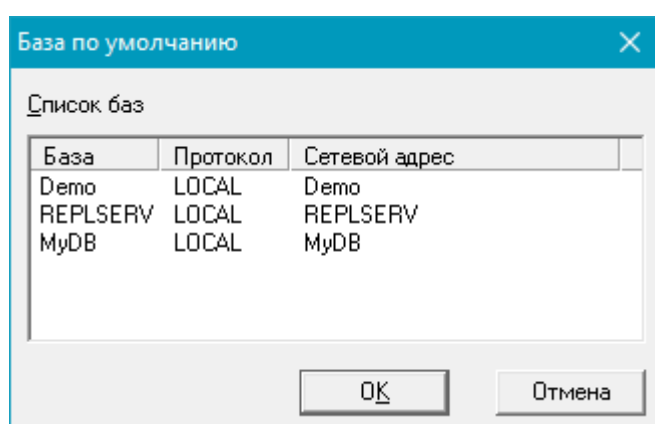 База по умолчанию
Список баз
База Протокол Сетевой адрес
Demo LOCAL Demo
REPLSERV LOCAL REPLSERV
MyDB LOCAL MyDB
OK Отмена